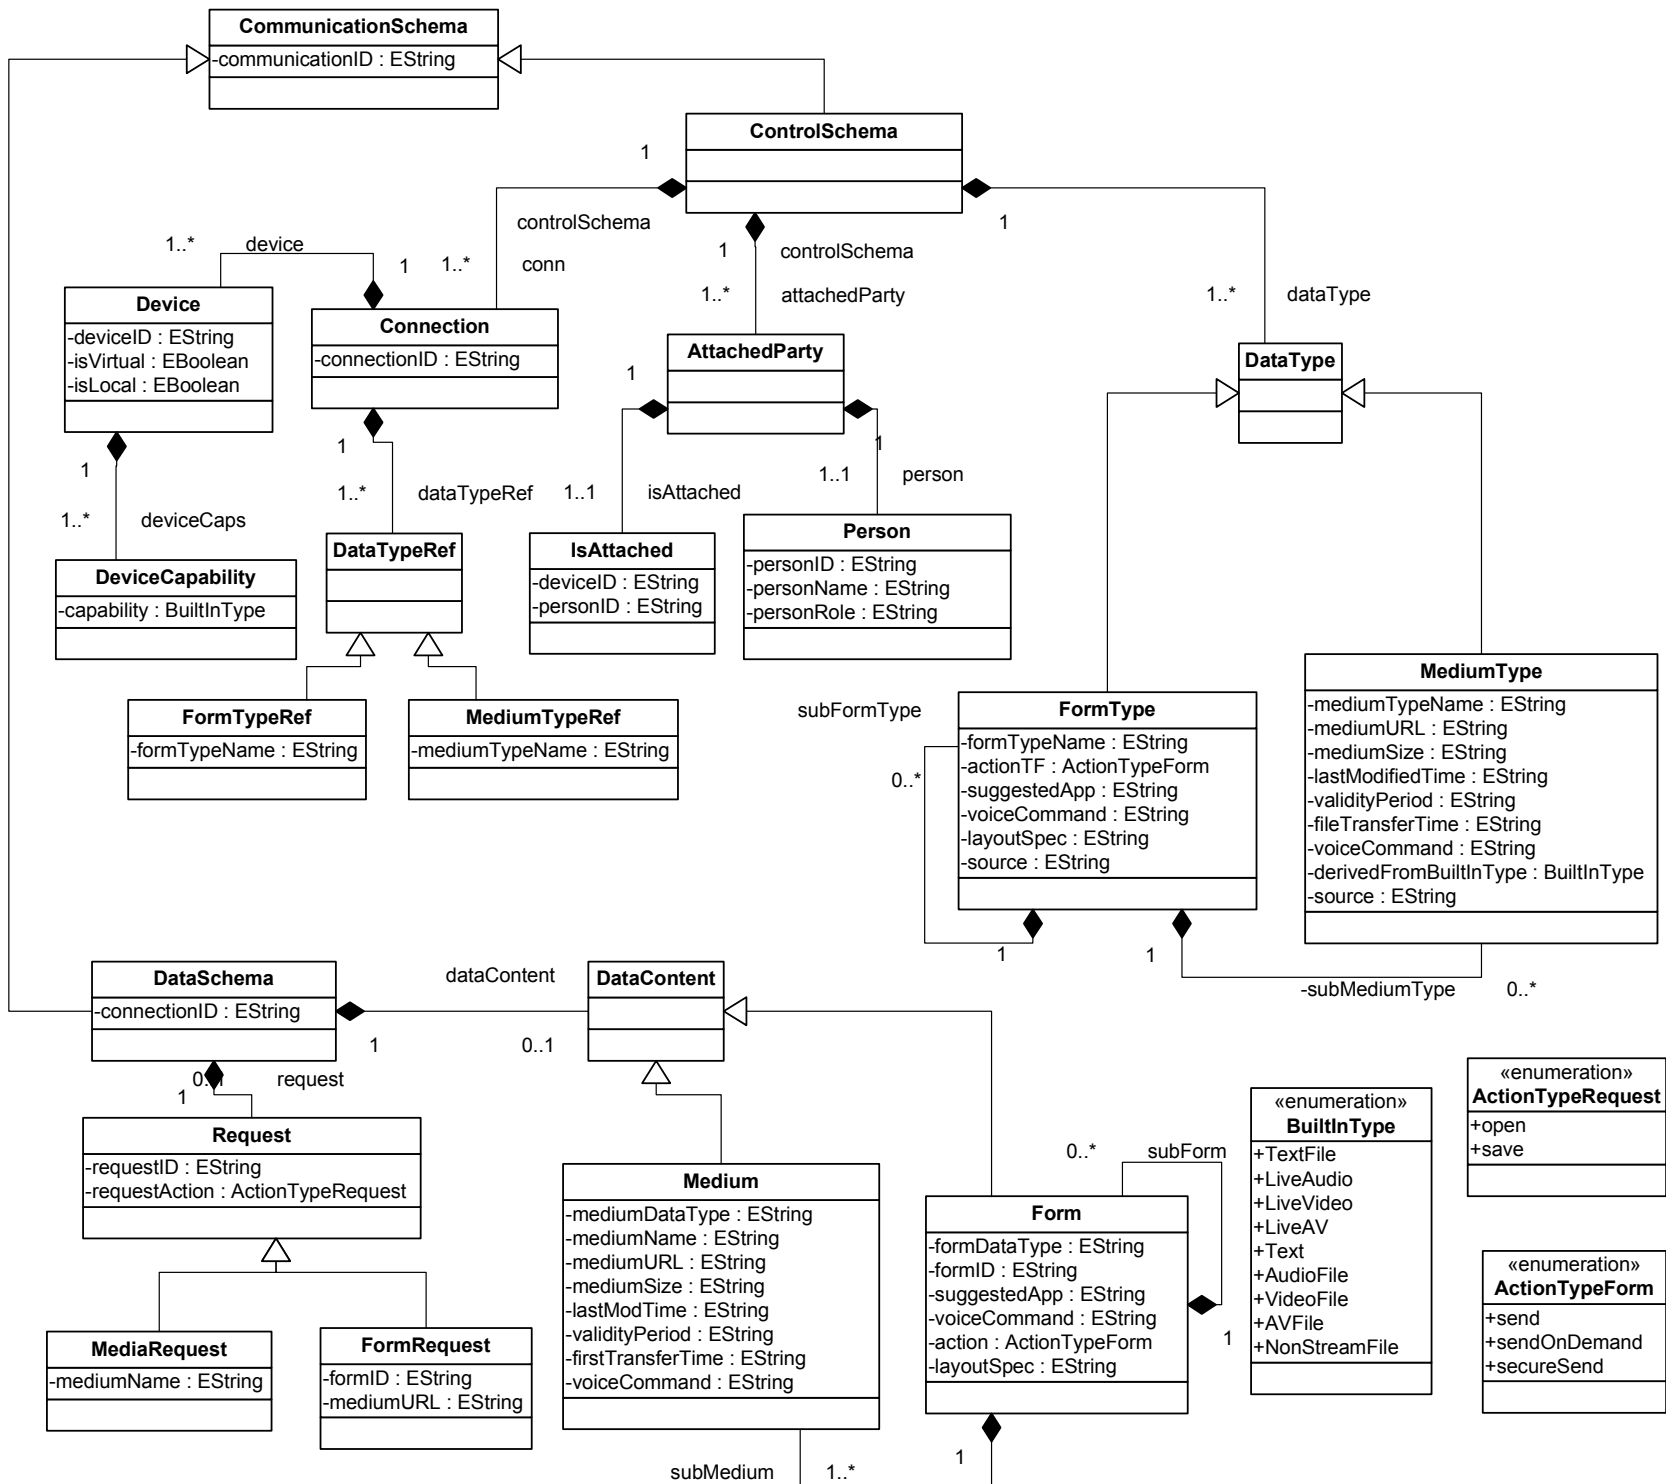 CommunicationSchema
-communicationID : EString
ControlSchema
1
1
controlSchema
conn
1..*
1
controlSchema
1..*
attachedParty
1..*
dataType
1..*
device
1
Device
-deviceID : EString
-isVirtual : EBoolean
-isLocal : EBoolean
Connection
-connectionID : EString
AttachedParty
DataType
1
1..*
deviceCaps
1
1..*
dataTypeRef
1
1..1
isAttached
1
1..1
person
DeviceCapability
-capability : BuiltInType
DataTypeRef
IsAttached
-deviceID : EString
-personID : EString
Person
-personID : EString
-personName : EString
-personRole : EString
FormTypeRef
-formTypeName : EString
MediumTypeRef
-mediumTypeName : EString
subFormType
0..*
FormType
-formTypeName : EString
-actionTF : ActionTypeForm
-suggestedApp : EString
-voiceCommand : EString
-layoutSpec : EString
-source : EString
MediumType
-mediumTypeName : EString
-mediumURL : EString
-mediumSize : EString
-lastModifiedTime : EString
-validityPeriod : EString
-fileTransferTime : EString
-voiceCommand : EString
-derivedFromBuiltInType : BuiltInType
-source : EString
1
1
-subMediumType
0..*
DataSchema
-connectionID : EString
dataContent
1
0..1
DataContent
0..1
request
1
Request
-requestID : EString
-requestAction : ActionTypeRequest
MediaRequest
-mediumName : EString
FormRequest
-formID : EString
-mediumURL : EString
Medium
-mediumDataType : EString
-mediumName : EString
-mediumURL : EString
-mediumSize : EString
-lastModTime : EString
-validityPeriod : EString
-firstTransferTime : EString
-voiceCommand : EString
0..*
subForm
Form
-formDataType : EString
-formID : EString
-suggestedApp : EString
-voiceCommand : EString
-action : ActionTypeForm
-layoutSpec : EString
1
1
subMedium
1..*
«enumeration»
BuiltInType
+TextFile
+LiveAudio
+LiveVideo
+LiveAV
+Text
+AudioFile
+VideoFile
+AVFile
+NonStreamFile
«enumeration»
ActionTypeRequest
+open
+save
«enumeration»
ActionTypeForm
+send
+sendOnDemand
+secureSend